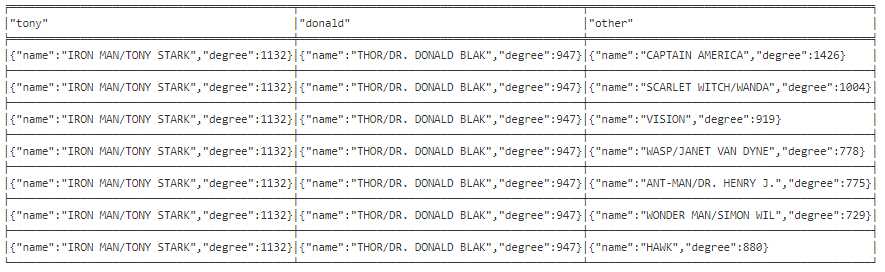 "tony" "donald" "other"
{"name":"IRON MAN/TONY STARK","degree":1132} {"name":"THOR/DR. DONALD BLAK","degree":947} {"name":"CAPTAIN AMERICA","degree":1426}
{"name":"IRON MAN/TONY STARK","degree":1132} {"name":"THOR/DR. DONALD BLAK","degree":947} {"name":"SCARLET WITCH/WANDA","degree":1004}
{"name":"IRON MAN/TONY STARK","degree":1132} {"name":"THOR/DR. DONALD BLAK","degree":947} {"name":"VISION","degree":919}
{"name":"IRON MAN/TONY STARK","degree":1132} {"name":"THOR/DR. DONALD BLAK","degree":947} {"name":"WASP/JANET VAN DYNE","degree":778}
{"name":"IRON MAN/TONY STARK","degree":1132} {"name":"THOR/DR. DONALD BLAK","degree":947} {"name":"ANT-MAN/DR. HENRY J.","degree":775}
{"name":"IRON MAN/TONY STARK","degree":1132} {"name":"THOR/DR. DONALD BLAK","degree":947} {"name":"WONDER MAN/SIMON WIL","degree":729}
{"name":"IRON MAN/TONY STARK","degree":1132} {"name":"THOR/DR. DONALD BLAK","degree":947} {"name":"HAWK","degree":880}